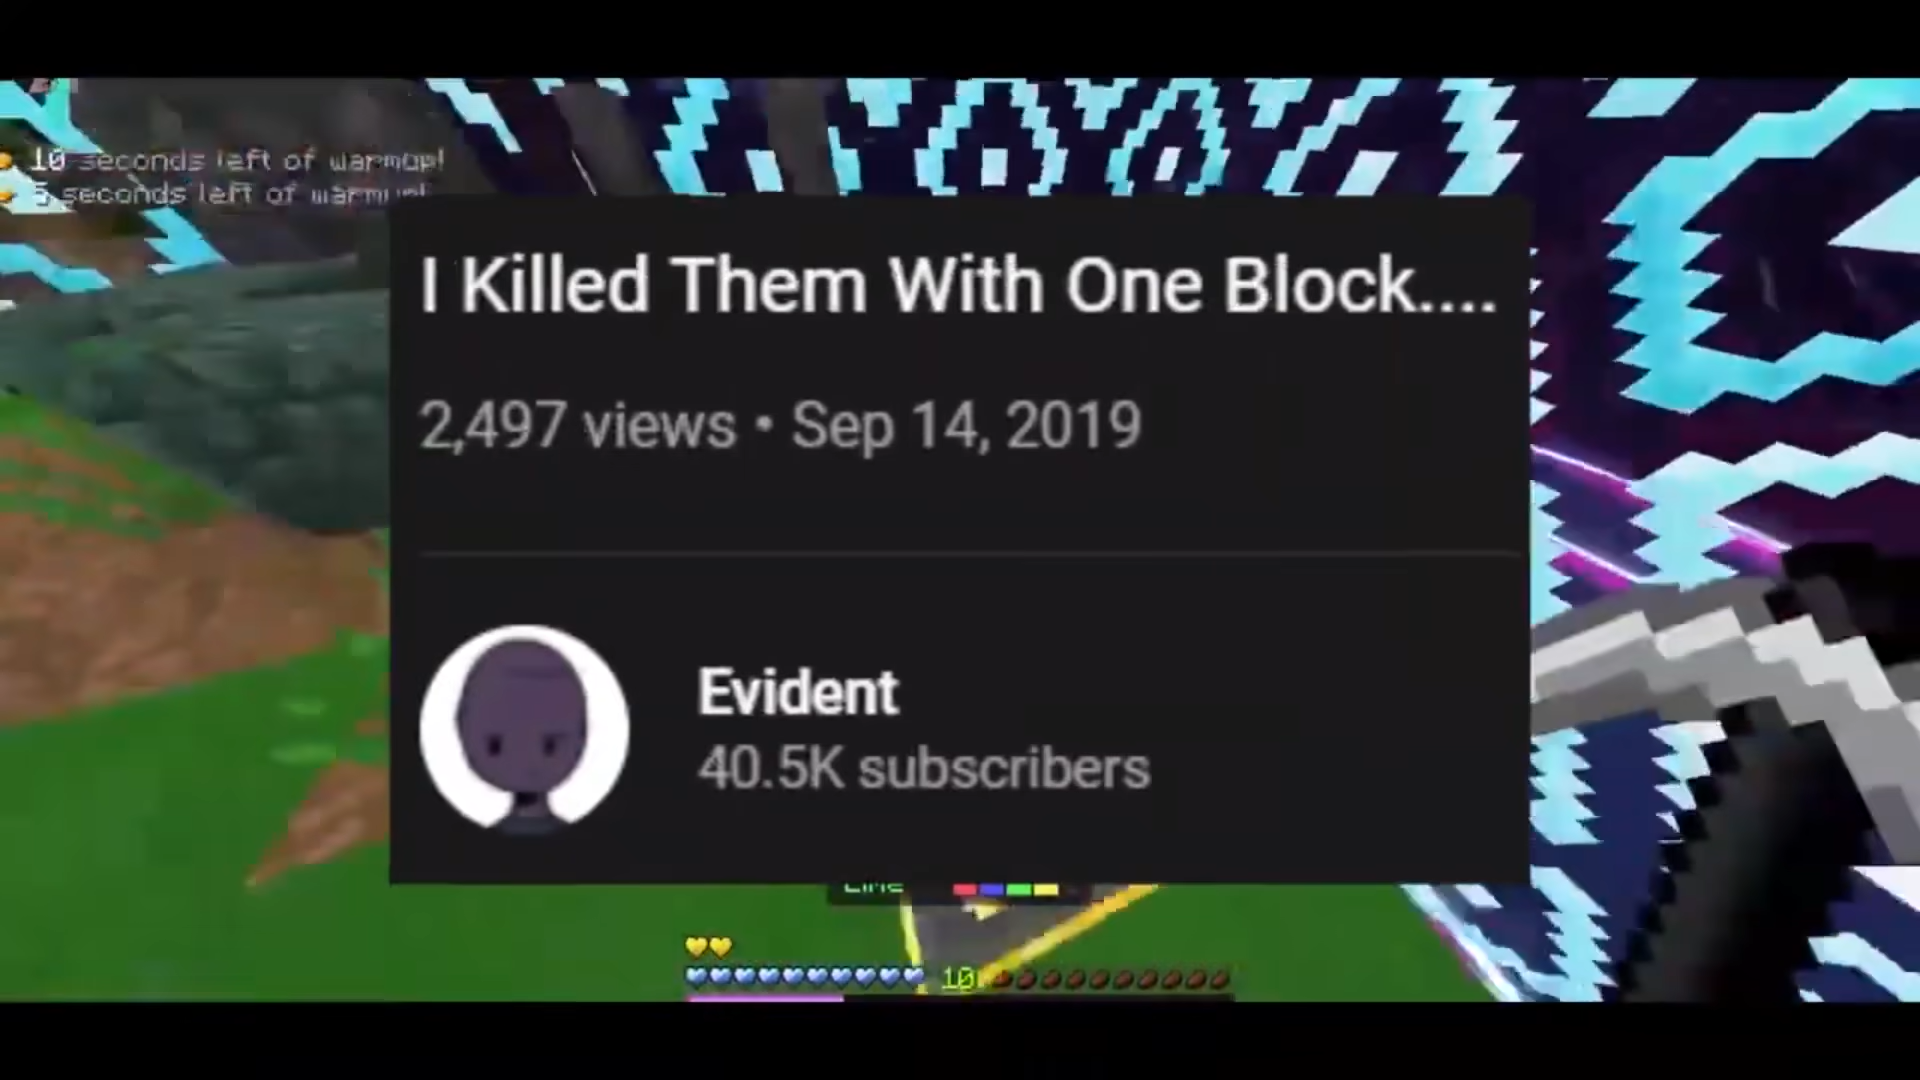 10 seconds left of warmup!
5 seconds left of warmup!
I Killed Them With One Block....
2,497 views • Sep 14, 2019
Evident
40.5K subscribers
10